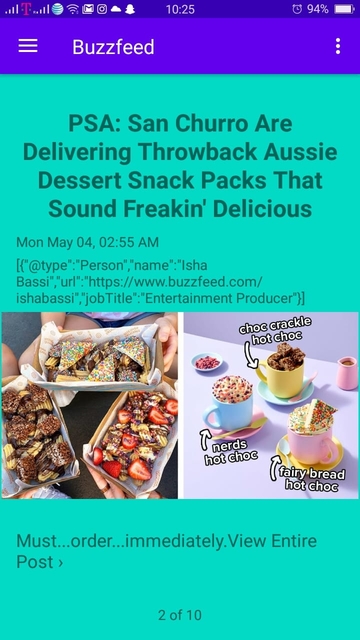 10:25
94%
Buzzfeed
PSA: San Churro Are
Delivering Throwback Aussie
Dessert Snack Packs That
Sound Freakin' Delicious
Mon May 04, 02:55 AM
[{"@type":"Person","name":"Isha
Bassi","url":"https://www.buzzfeed.com/
ishabassi","jobTitle":"Entertainment Producer"}]
choc crackle
hot choc
nerds
hot choc
fairy bread
hot choc
Must...order...immediately.View Entire
Post ›
2 of 10